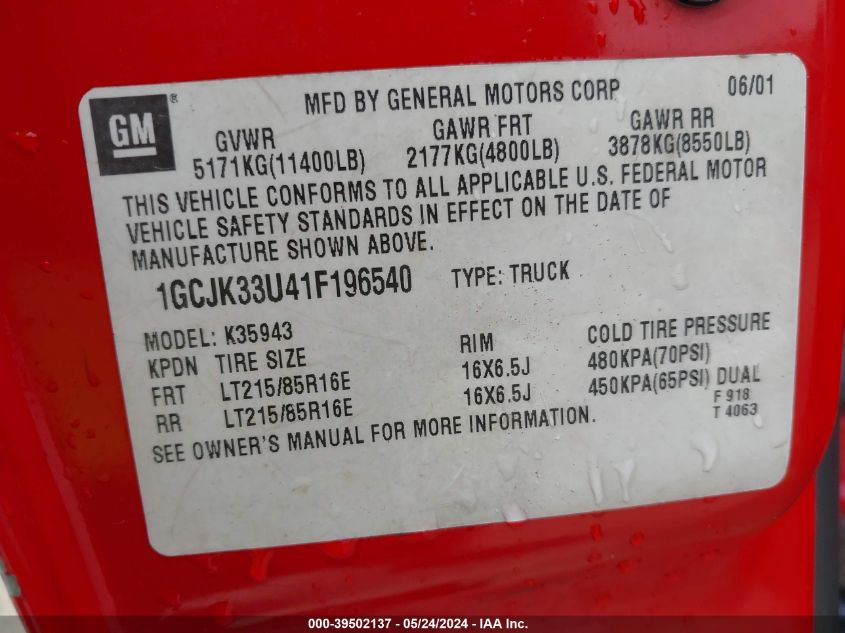 GM ®
MFD BY GENERAL MOTORS CORP 06/01
GVWR GAWR FRT GAWR RR
5171KG(11400LB) 2177KG(4800LB) 3878KG(8550LB)
THIS VEHICLE CONFORMS TO ALL APPLICABLE U.S. FEDERAL MOTOR
VEHICLE SAFETY STANDARDS IN EFFECT ON THE DATE OF
MANUFACTURE SHOWN ABOVE.
1GCJK33U41F196540 TYPE: TRUCK
MODEL: K35943
KPDN TIRE SIZE RIM COLD TIRE PRESSURE
FRT LT215/85R16E 16X6.5J 480KPA(70PSI)
RR LT215/85R16E 16X6.5J 450KPA(65PSI) DUAL
F 918
SEE OWNER'S MANUAL FOR MORE INFORMATION. T 4063
000-39502137 - 05/24/2024 - IAA Inc.